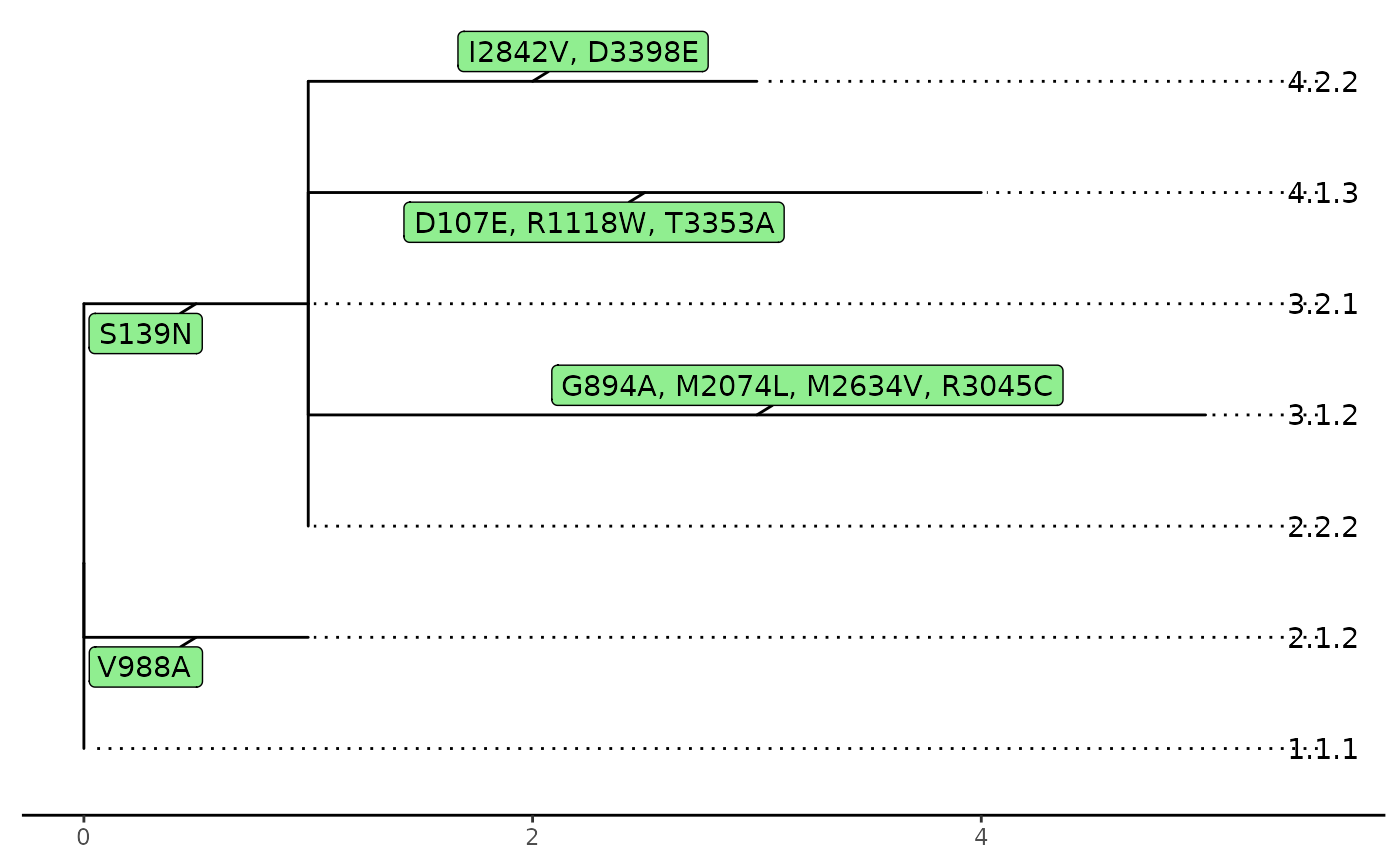 I2842V, D3398E
4.2.2
4.1.3
D107E, R1118W, T3353A
3.2.1
S139N
G894A, M2074L, M2634V, R3045C
3.1.2
2.2.2
2.1.2
V988A
1.1.1
0 2 4